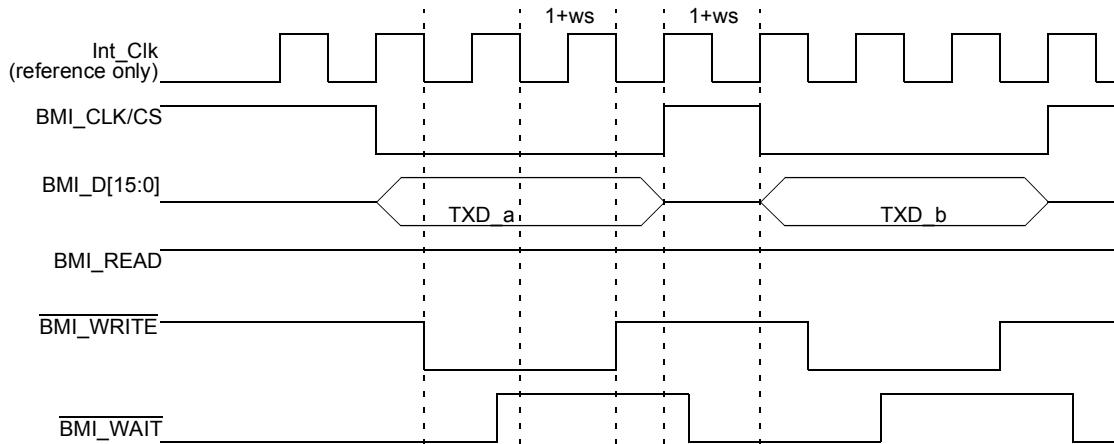 1+ws 1+ws
Int_Clk
(reference only)
BMI_CLK/CS
BMI_D[15:0]
TXD_a TXD_b
BMI_READ
BMI_WRITE
BMI_WAIT